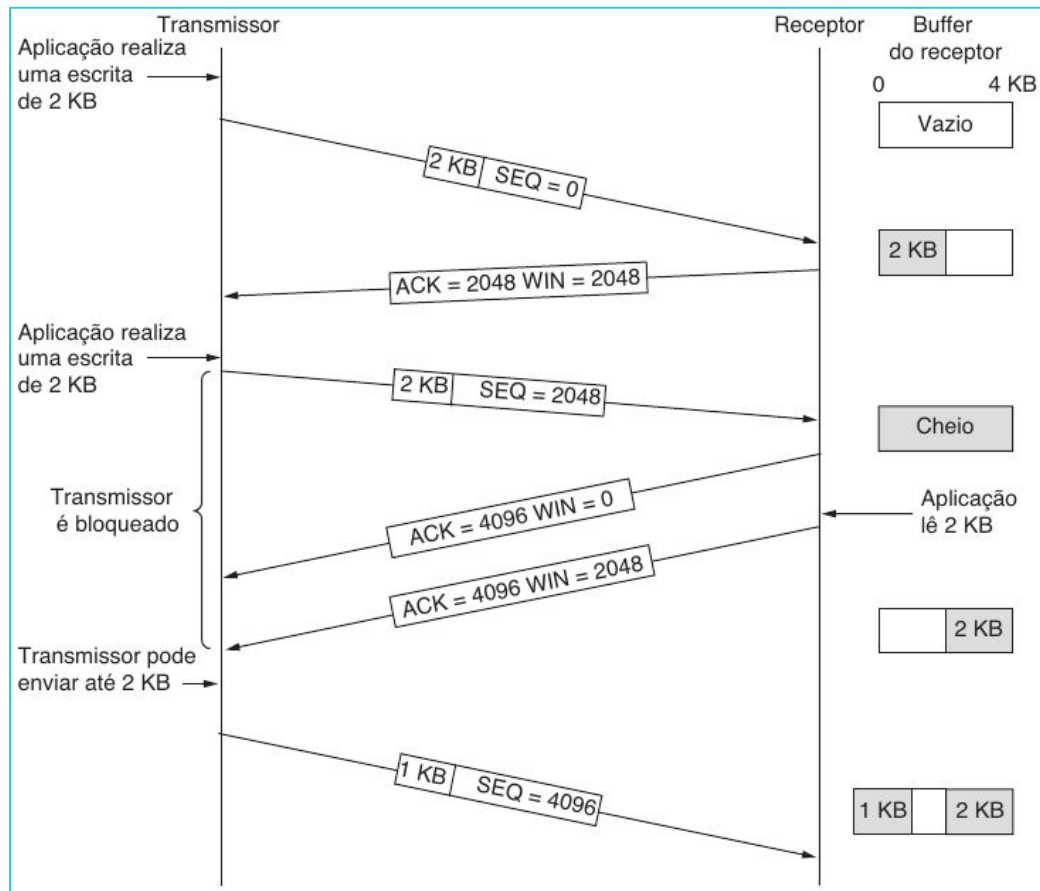 Transmissor
Receptor
Buffer
do receptor
0 4 KB
Aplicação realiza
uma escrita
de 2 KB
Vazio
2 KB SEQ = 0
2 KB
ACK = 2048 WIN = 2048
Aplicação realiza
uma escrita
de 2 KB
2 KB SEQ = 2048
Cheio
Transmissor
é bloqueado
ACK = 4096 WIN = 0
Aplicação
lê 2 KB
ACK = 4096 WIN = 2048
2 KB
Transmissor pode
enviar até 2 KB
1 KB SEQ = 4096
1 KB 2 KB